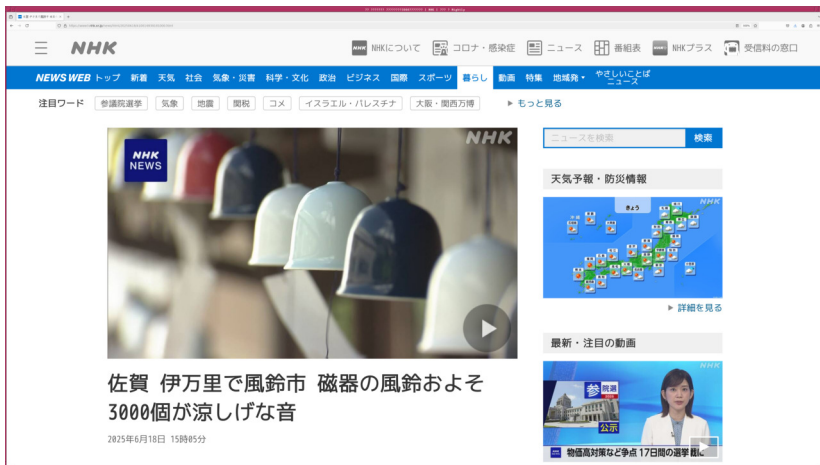 NHK
NHKについて
コロナ・感染症
ニュース
番組表
NHKプラス
受信料の窓口
NEWS WEB トップ 新着 天気 社会 気象・災害 科学・文化 政治 ビジネス 国際 スポーツ 暮らし 動画 特集 地域発 やさしいことばニュース
注目ワード 参議院選挙 気象 地震 関税 コメ イスラエル・パレスチナ 大阪・関西万博 もっと見る
NHK
NEWS
NHK
佐賀 伊万里で風鈴市 磁器の風鈴およそ
3000個が涼しげな音
2025年6月18日 15時05分
ニュースを検索 検索
天気予報・防災情報
きょう
NHK
詳細を見る
最新・注目の動画
NHK
参院選
公示
物価高対策など争点 17日間の選挙戦に